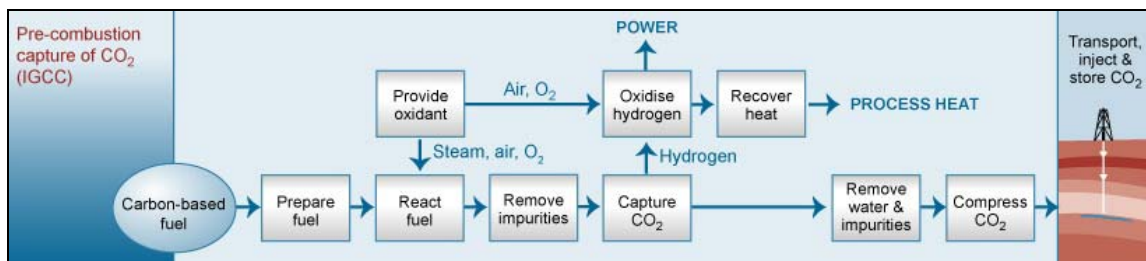 Pre-combustion
capture of CO₂
(IGCC)
POWER
Transport,
inject &
store CO₂
Provide
oxidant
Air, O₂
Oxidise
hydrogen
Recover
heat
PROCESS HEAT
Steam, air, O₂
Hydrogen
Carbon-based
fuel
Prepare
fuel
React
fuel
Remove
impurities
Capture
CO₂
Remove
water &
impurities
Compress
CO₂